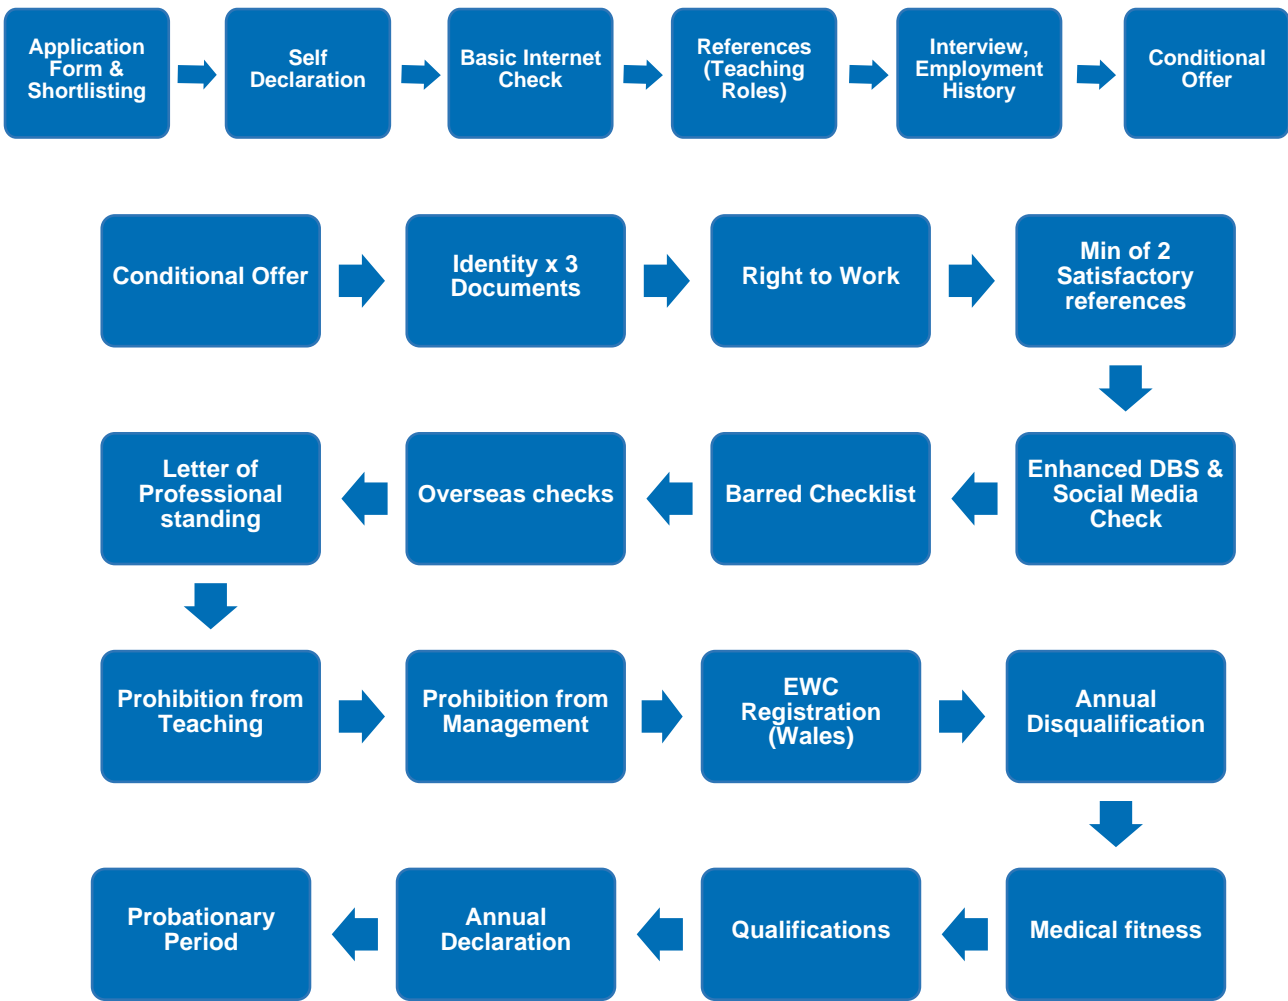 Application
Form &
Shortlisting
Self
Declaration
Basic Internet
Check
References
(Teaching
Roles)
Interview,
Employment
History
Conditional
Offer
Conditional Offer
Identity x 3
Documents
Right to Work
Min of 2
Satisfactory
references
Enhanced DBS &
Social Media
Check
Barred Checklist
Overseas checks
Letter of
Professional
standing
Prohibition from
Teaching
Prohibition from
Management
EWC
Registration
(Wales)
Annual
Disqualification
Medical fitness
Qualifications
Annual
Declaration
Probationary
Period